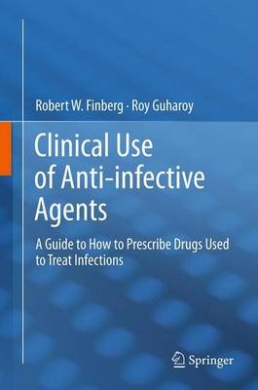 Robert W. Finberg · Roy Guharoy
Clinical Use
of Anti-infective
Agents
A Guide to How to Prescribe Drugs Used
to Treat Infections
Springer